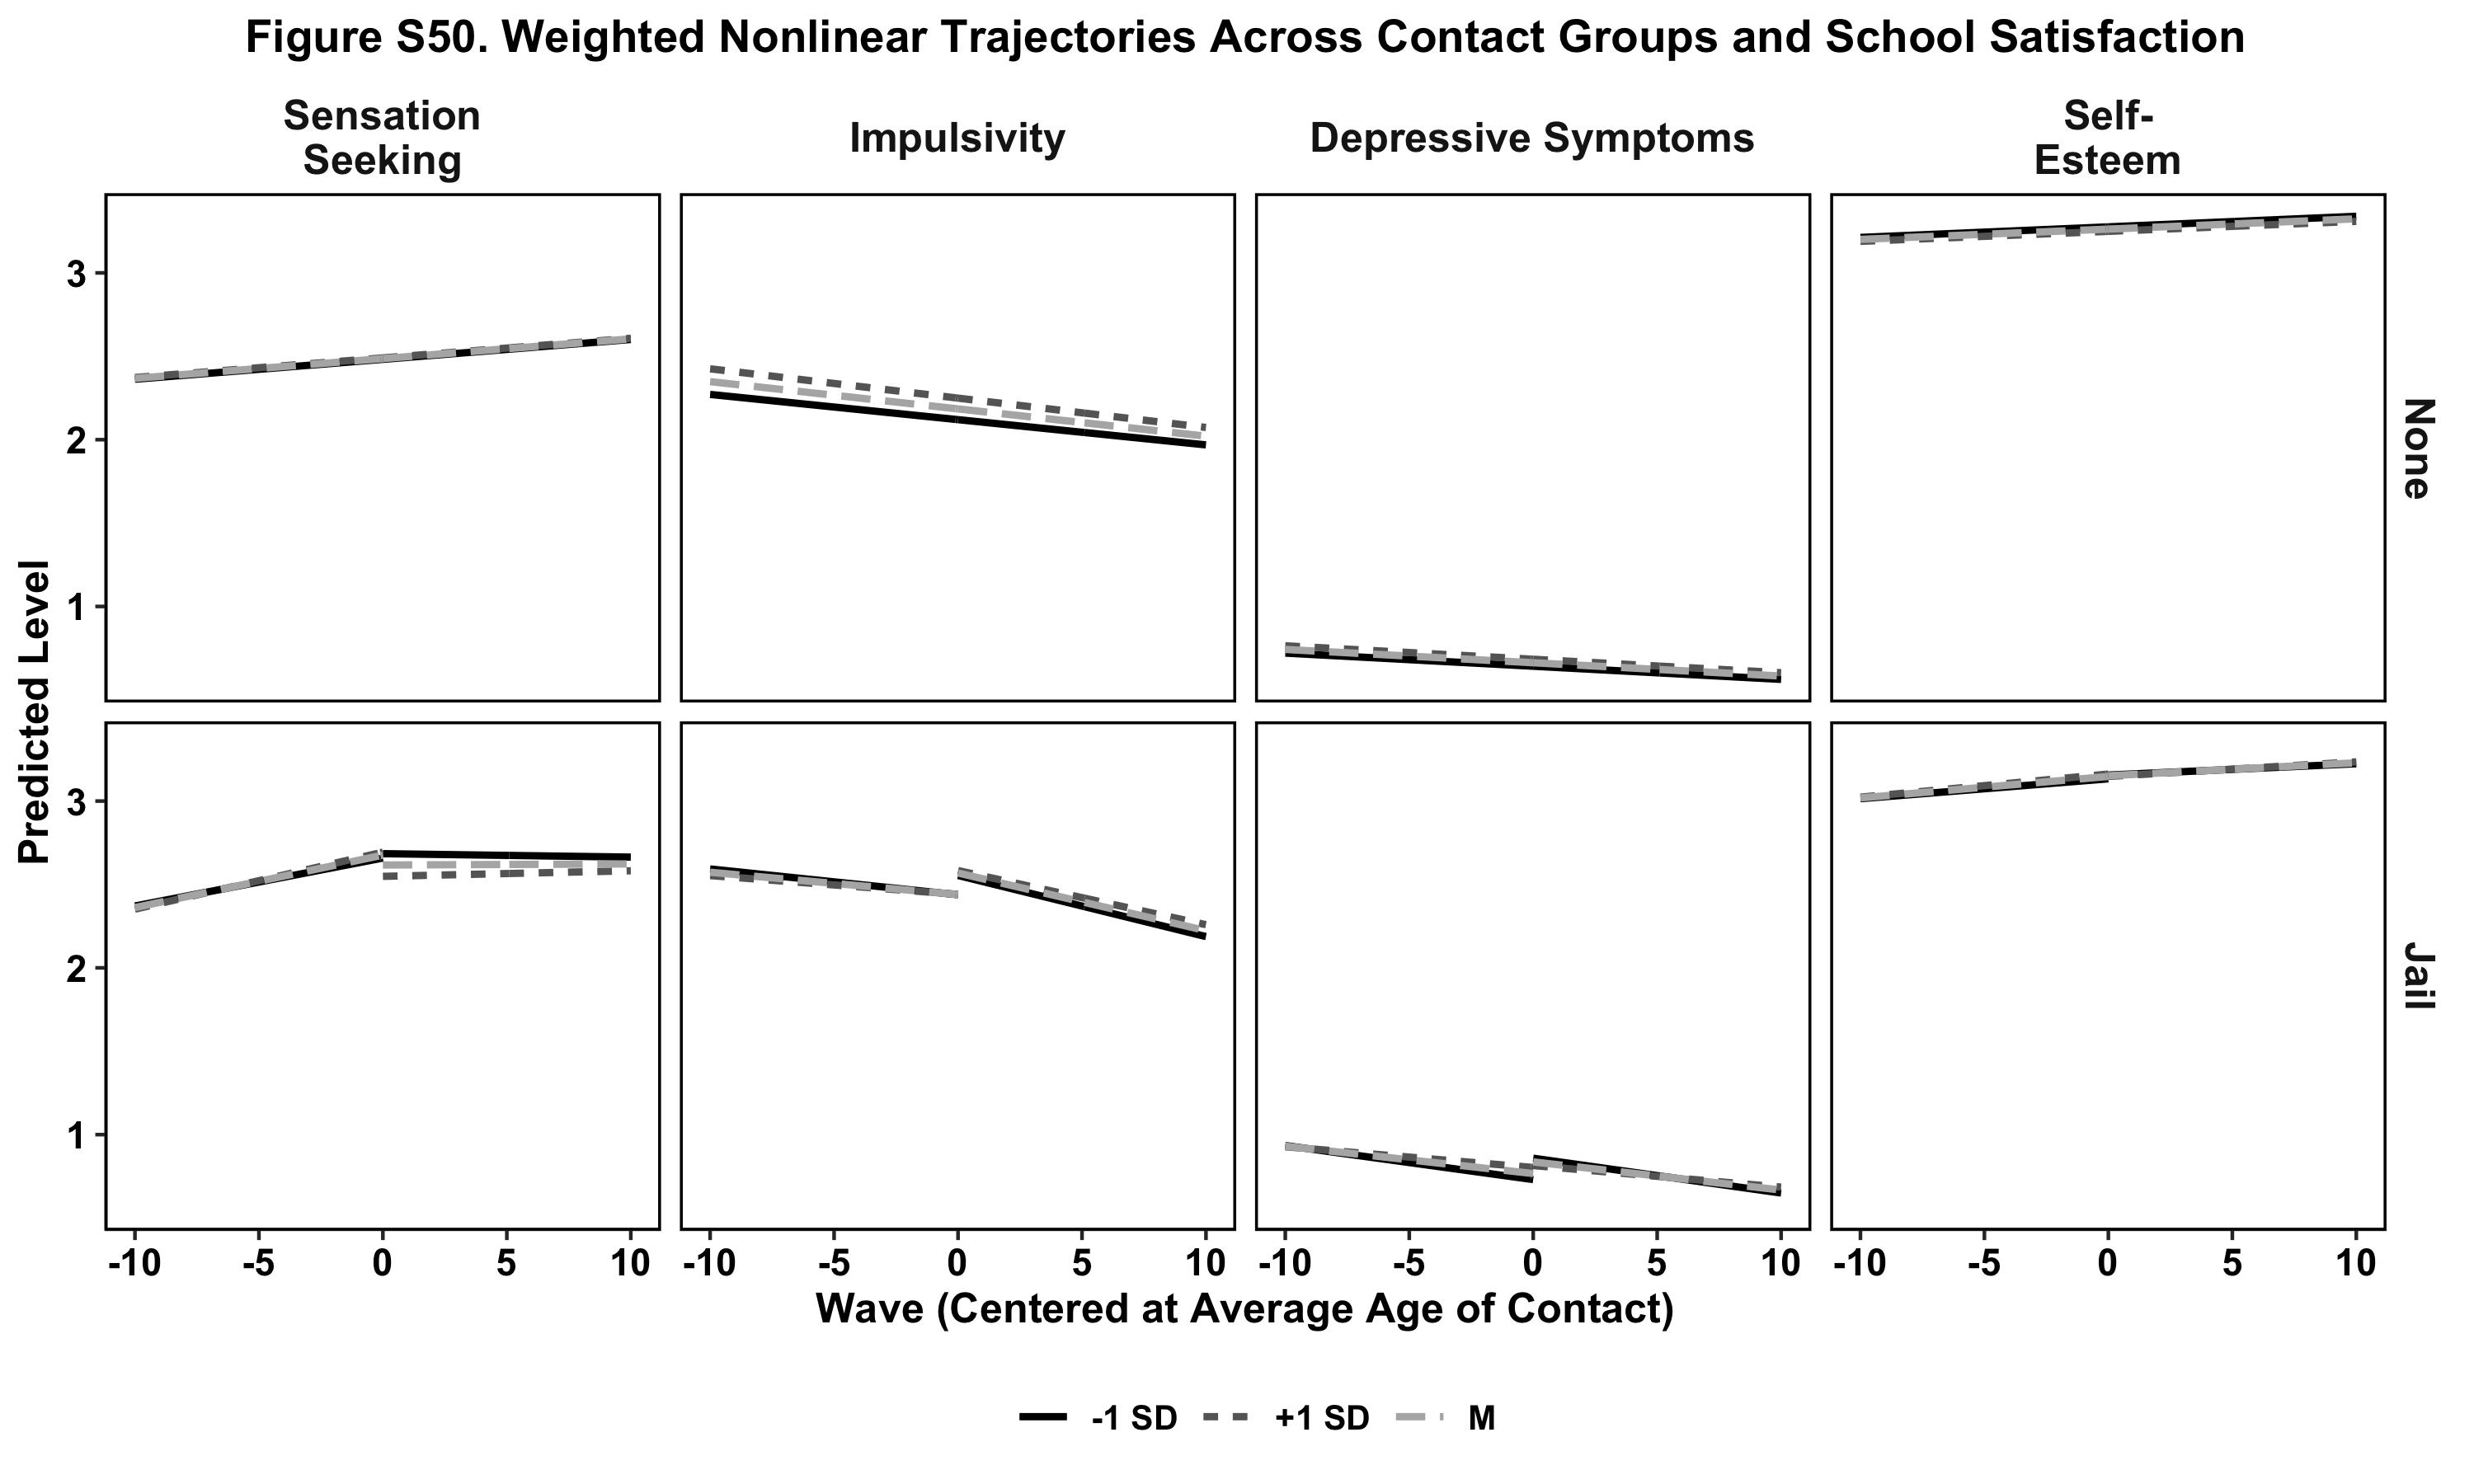 Figure S50. Weighted Nonlinear Trajectories Across Contact Groups and School Satisfaction
Sensation
Seeking
Impulsivity
Depressive Symptoms
Self-
Esteem
Predicted Level
3
2
1
None
3
2
1
Jail
-10 -5 0 5 10
-10 -5 0 5 10
-10 -5 0 5 10
-10 -5 0 5 10
Wave (Centered at Average Age of Contact)
-1 SD +1 SD M